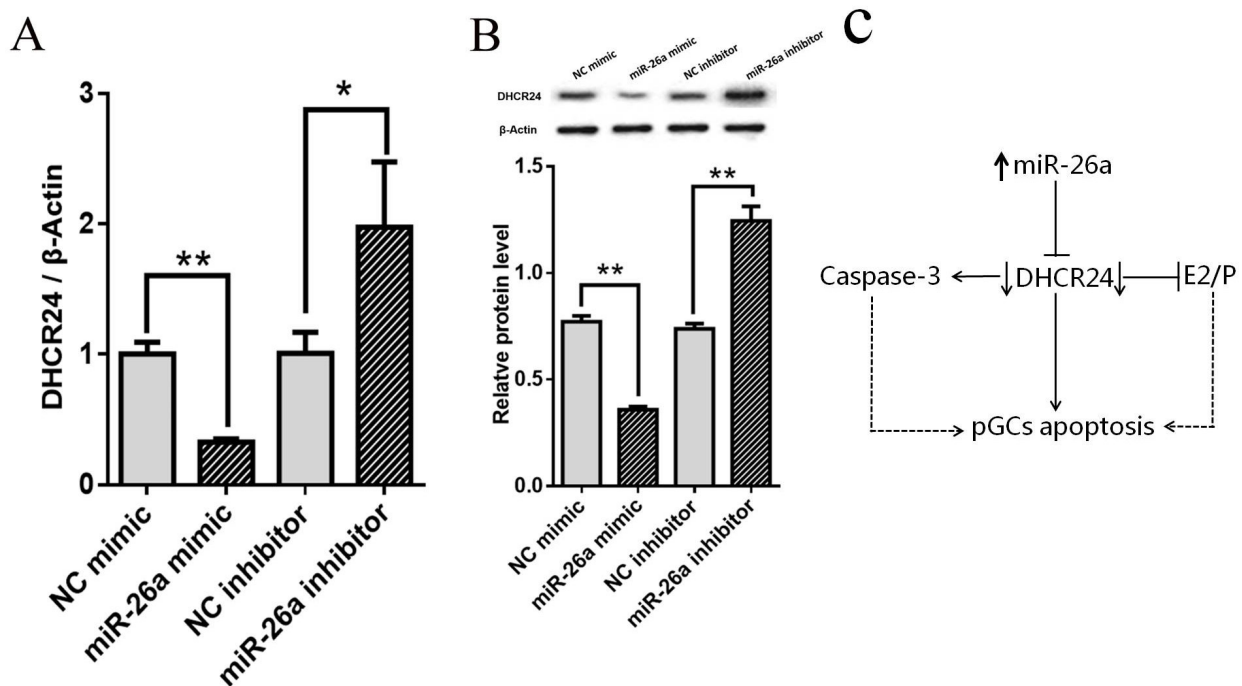 A
DHCR24 / β-Actin
3
2
1
0
**
*
NC mimic
miR-26a mimic
NC inhibitor
miR-26a inhibitor
B
NC mimic
miR-26a mimic
NC inhibitor
miR-26a inhibitor
DHCR24
β-Actin
Relatve protein level
1.5
1.0
0.5
0.0
**
**
NC mimic
miR-26a mimic
NC inhibitor
miR-26a inhibitor
c
↑miR-26a
Caspase-3 ← ↓DHCR24↓ E2/P
pGCs apoptosis